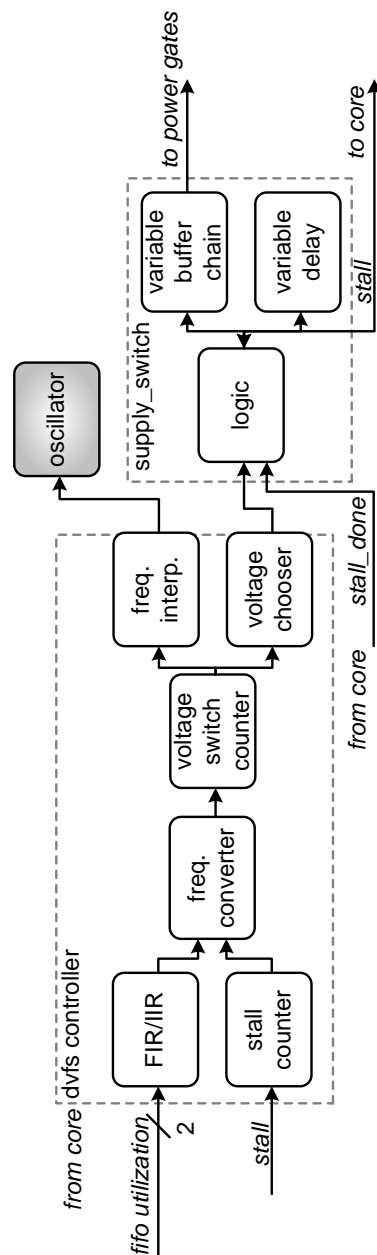 from core
dvfs controller
fifo utilization
2
stall
FIR/IIR
stall
counter
freq.
converter
voltage
switch
counter
freq.
interp.
voltage
chooser
oscillator
supply_switch
logic
variable
buffer
chain
variable
delay
to power gates
from core
stall_done
stall
to core